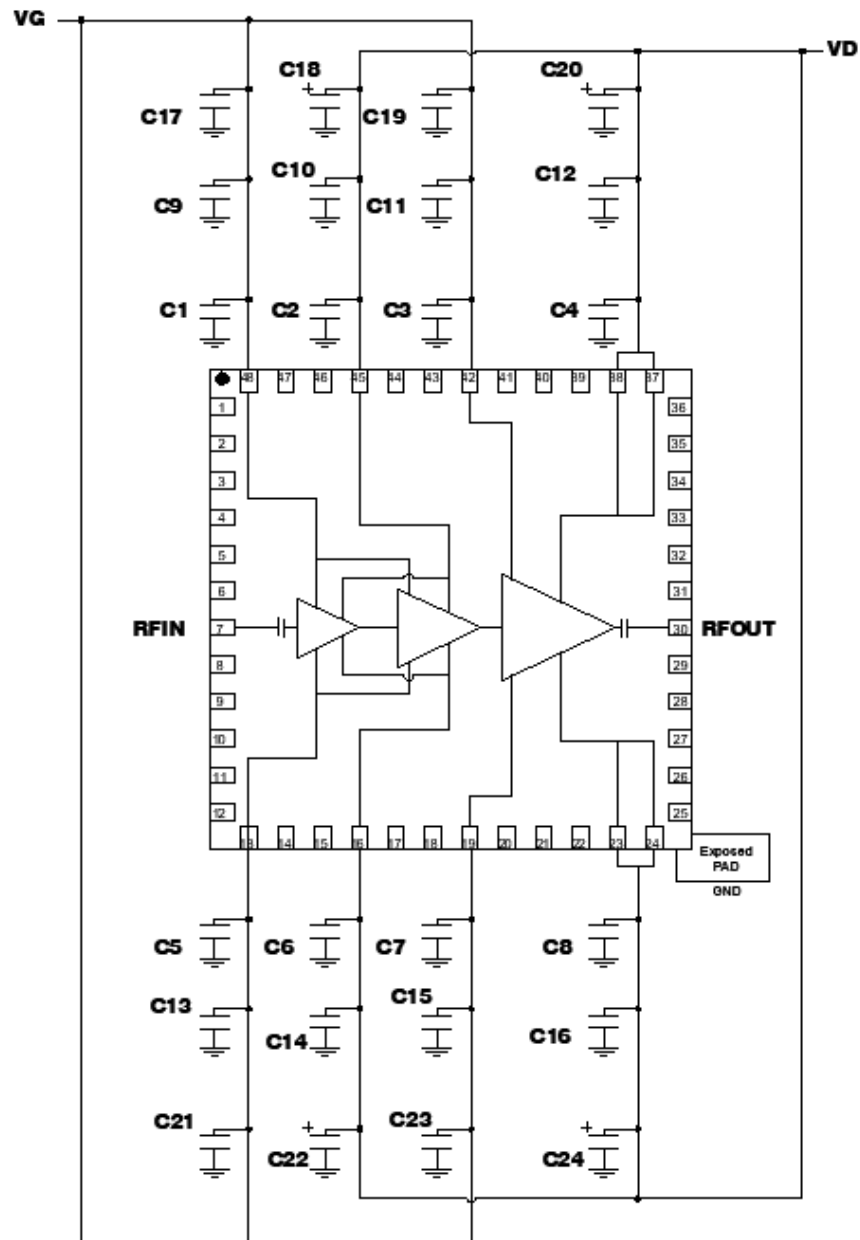 VG
VD
C18
C20
+
+
C17
C19
C10
C12
C9
C11
C1
C2
C3
C4
48 47 46 45 44 43 42 41 40 39 38 37
1
36
2
35
3
34
4
33
5
32
6
31
RFIN
7
30
RFOUT
8
29
9
28
10
27
11
26
12
25
13 14 15 16 17 18 19 20 21 22 23 24
Exposed
PAD
GND
C5
C6
C7
C8
C13
C15
C14
C16
C21
C23
+
+
C22
C24